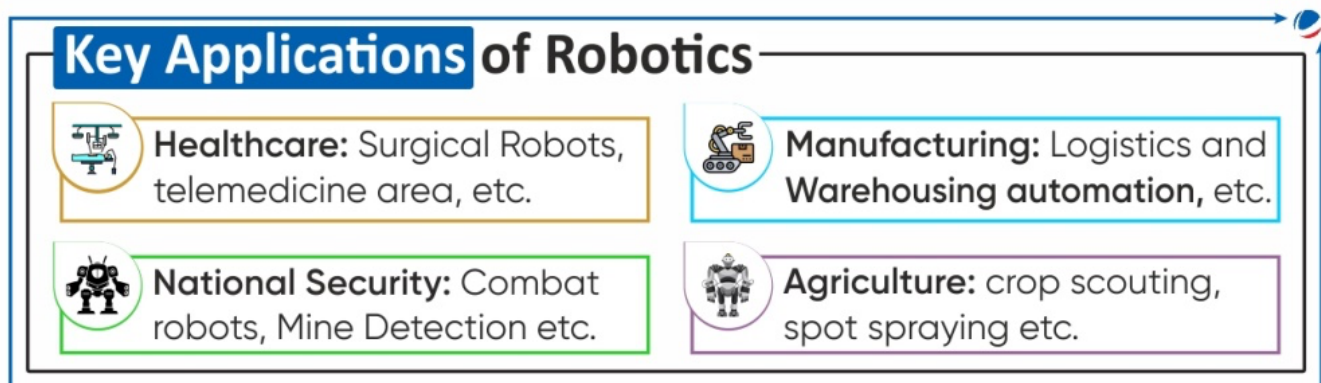 Key Applications of Robotics
Healthcare: Surgical Robots,
telemedicine area, etc.
Manufacturing: Logistics and
Warehousing automation, etc.
National Security: Combat
robots, Mine Detection etc.
Agriculture: crop scouting,
spot spraying etc.